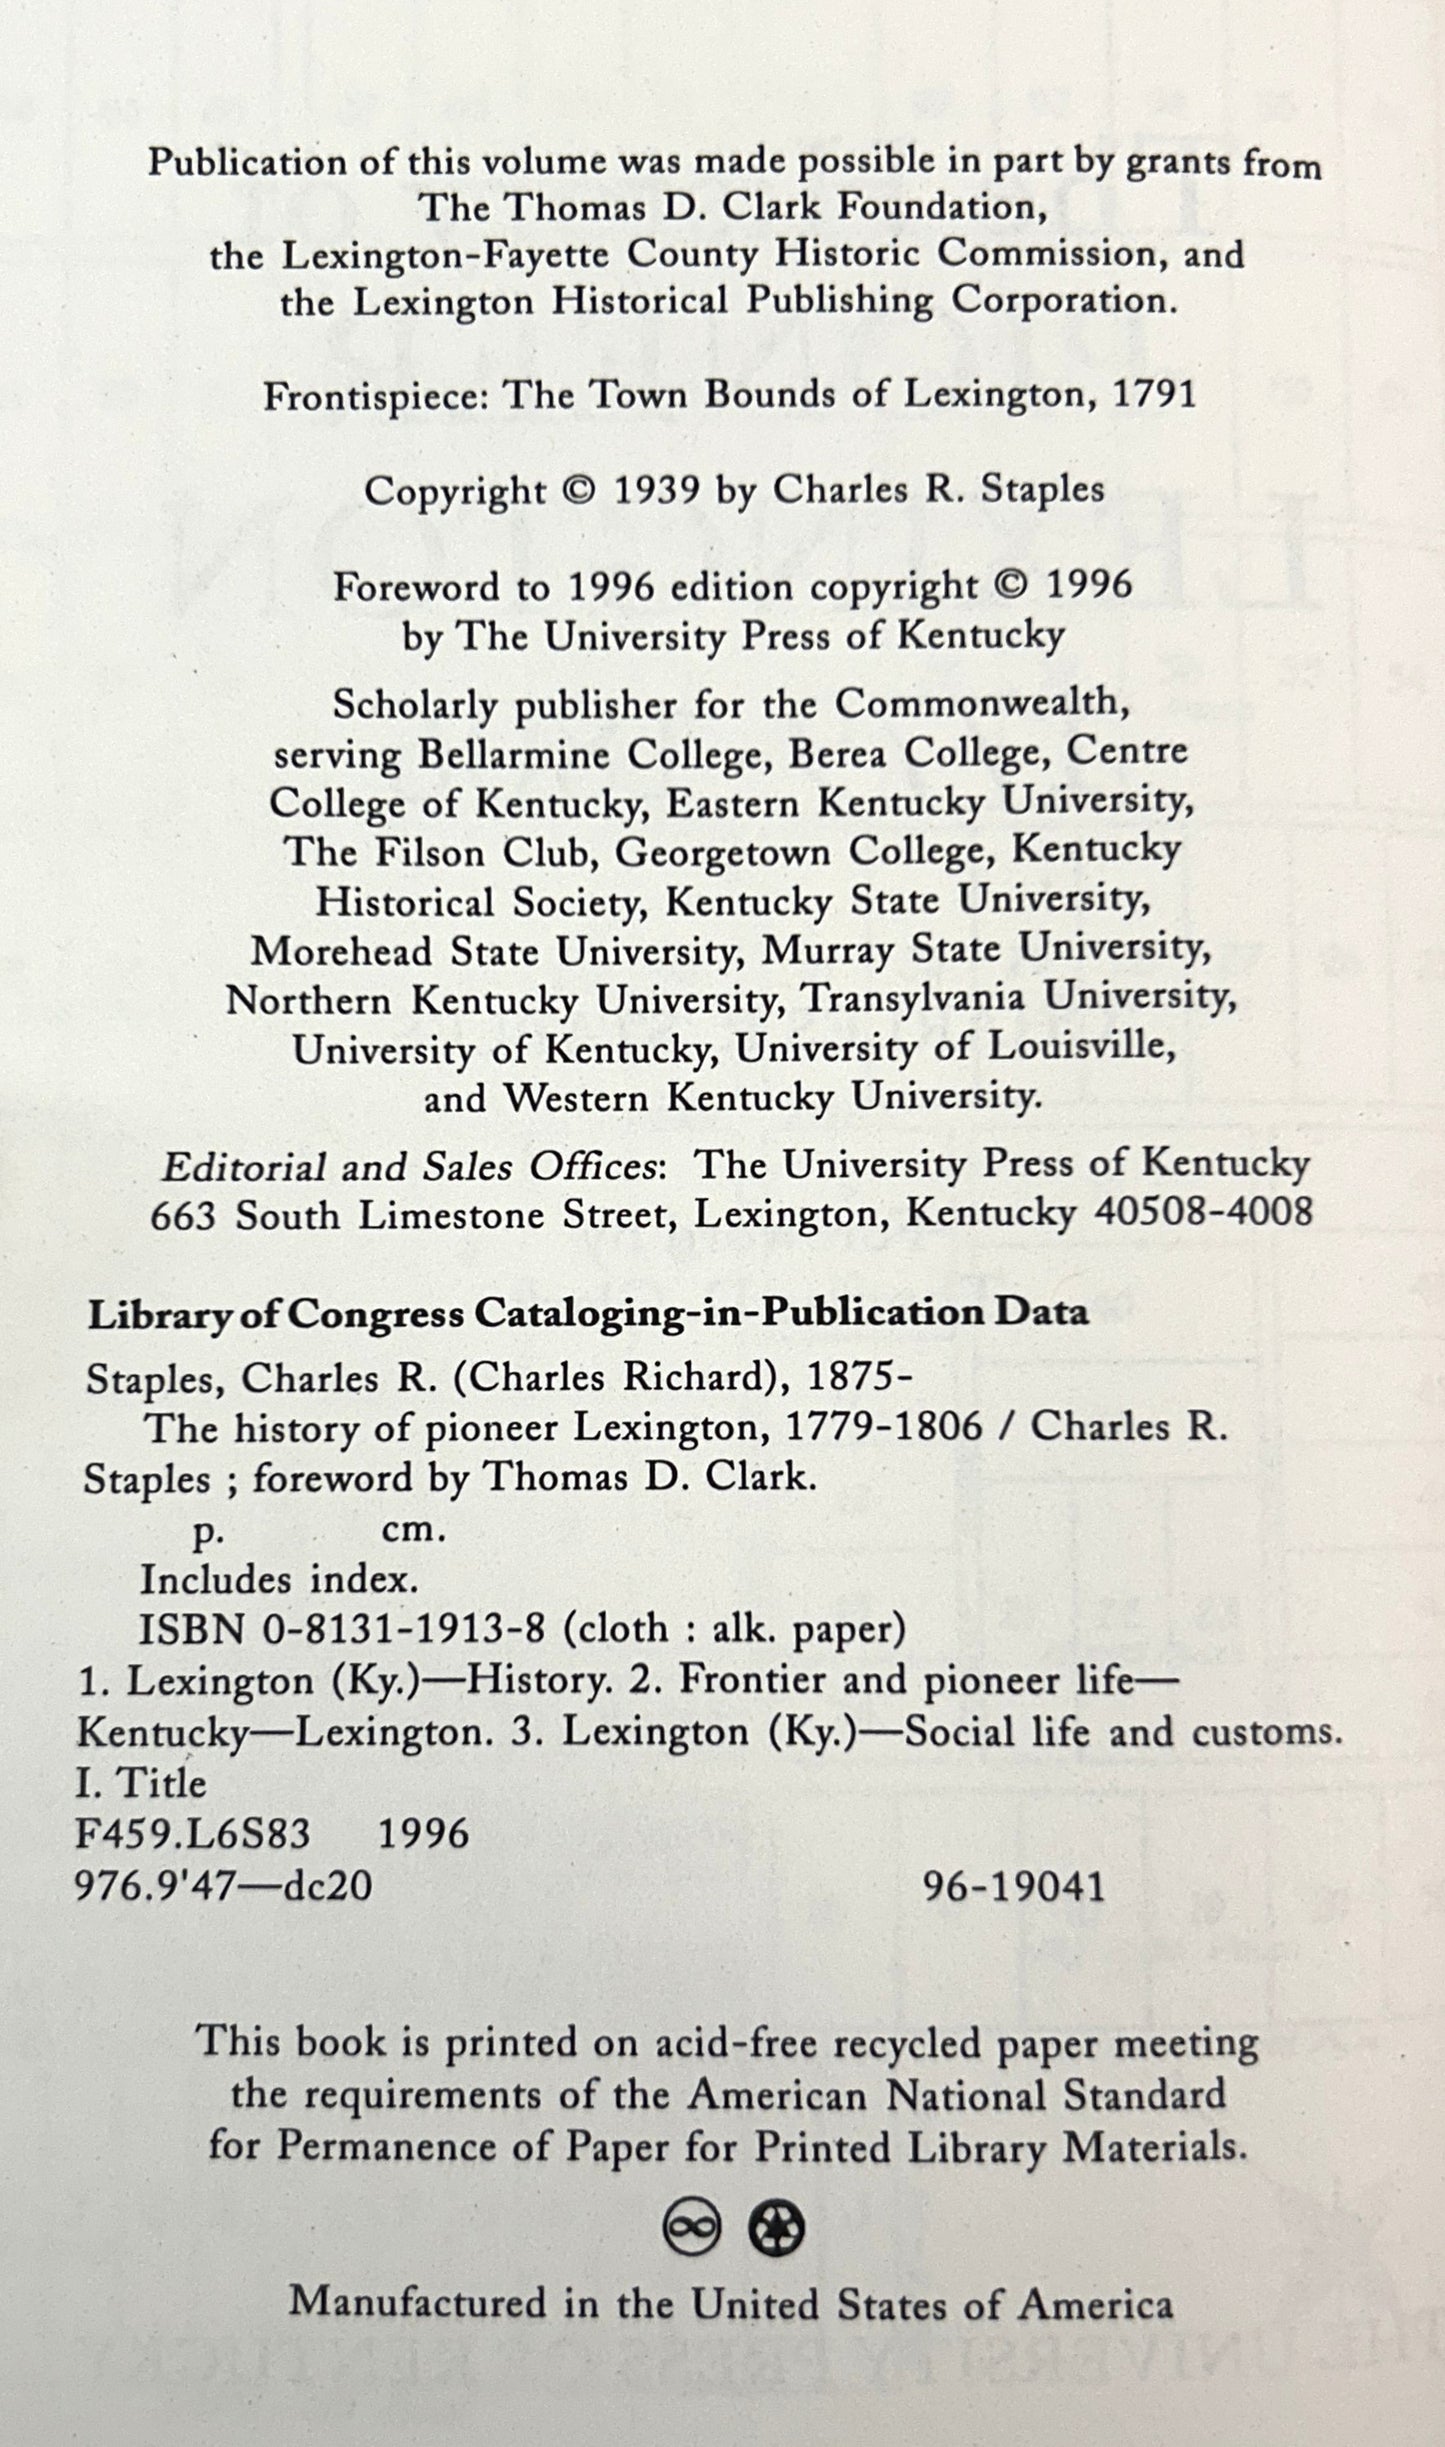 Publication of this volume was made possible in part by grants from
The Thomas D. Clark Foundation,
the Lexington-Fayette County Historic Commission, and
the Lexington Historical Publishing Corporation.
Frontispiece: The Town Bounds of Lexington, 1791
Copyright © 1939 by Charles R. Staples
Foreword to 1996 edition copyright © 1996
by The University Press of Kentucky
Scholarly publisher for the Commonwealth,
serving Bellarmine College, Berea College, Centre
College of Kentucky, Eastern Kentucky University,
The Filson Club, Georgetown College, Kentucky
Historical Society, Kentucky State University,
Morehead State University, Murray State University,
Northern Kentucky University, Transylvania University,
University of Kentucky, University of Louisville,
and Western Kentucky University.
Editorial and Sales Offices: The University Press of Kentucky
663 South Limestone Street, Lexington, Kentucky 40508-4008
Library of Congress Cataloging-in-Publication Data
Staples, Charles R. (Charles Richard), 1875-
The history of pioneer Lexington, 1779-1806 / Charles R.
Staples ; foreword by Thomas D. Clark.
p. cm.
Includes index.
ISBN 0-8131-1913-8 (cloth : alk. paper)
1. Lexington (Ky.)—History. 2. Frontier and pioneer life—
Kentucky—Lexington. 3. Lexington (Ky.)—Social life and customs.
I. Title
F459.L6S83 1996
976.9'47—dc20 96-19041
This book is printed on acid-free recycled paper meeting
the requirements of the American National Standard
for Permanence of Paper for Printed Library Materials.
Manufactured in the United States of America